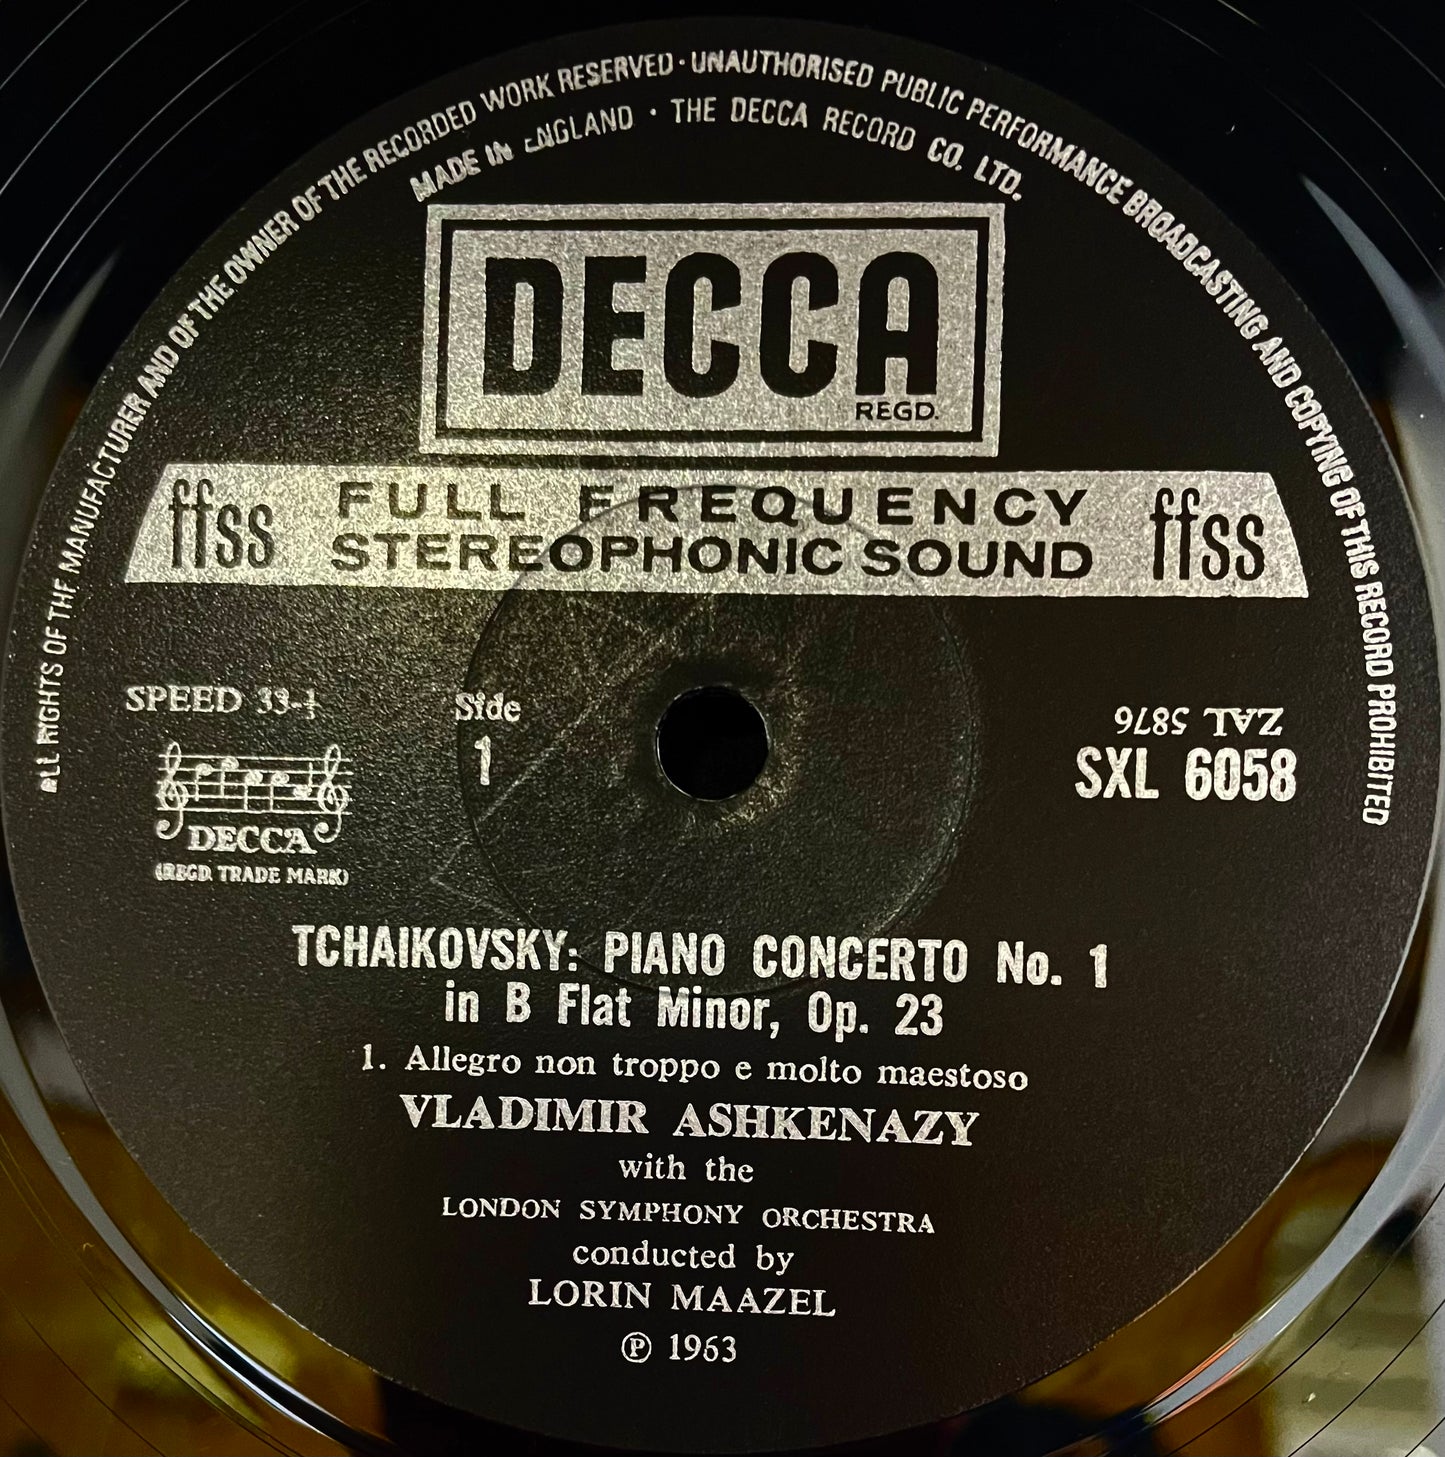 ALL RIGHTS OF THE MANUFACTURER AND OF THE OWNER OF THE RECORDED WORK RESERVED · UNAUTHORISED PUBLIC PERFORMANCE BROADCASTING AND COPYING OF THIS RECORD PROHIBITED
MADE IN ENGLAND · THE DECCA RECORD CO. LTD.
DECCA
REGD.
ffss FULL FREQUENCY STEREOPHONIC SOUND ffss
SPEED 33-⅓
Side
1
ZAL 5876
SXL 6058
DECCA
(REGD. TRADE MARK)
TCHAIKOVSKY: PIANO CONCERTO No. 1
in B Flat Minor, Op. 23
1. Allegro non troppo e molto maestoso
VLADIMIR ASHKENAZY
with the
LONDON SYMPHONY ORCHESTRA
conducted by
LORIN MAAZEL
℗ 1963